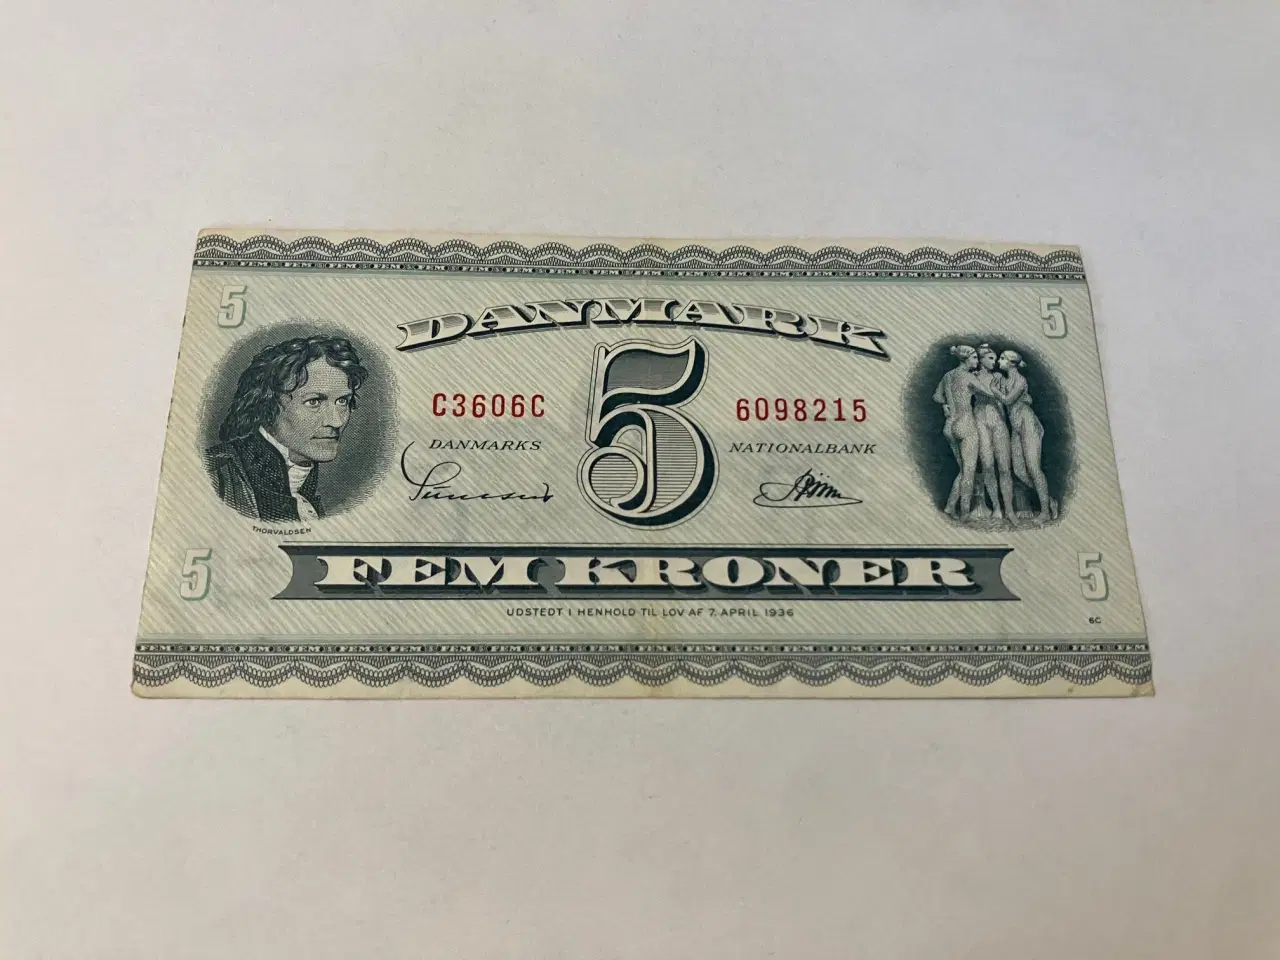 5 5
DANMARK
5
C3606C 6098215
DANMARKS NATIONALBANK
THORVALDSEN
FEM KRONER
5 5
UDSTEDT I HENHOLD TIL LOV AF 7. APRIL 1936
6C